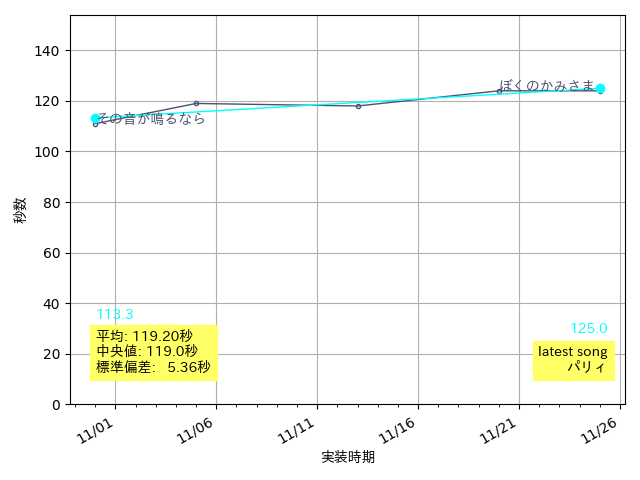 140
120
100
80
60
40
20
0
秒数
その音が鳴るなら
ぼくのかみさま
113.3
125.0
平均: 119.20秒
中央値: 119.0秒
標準偏差: 5.36秒
latest song
パリィ
11/01
11/06
11/11
11/16
11/21
11/26
実装時期